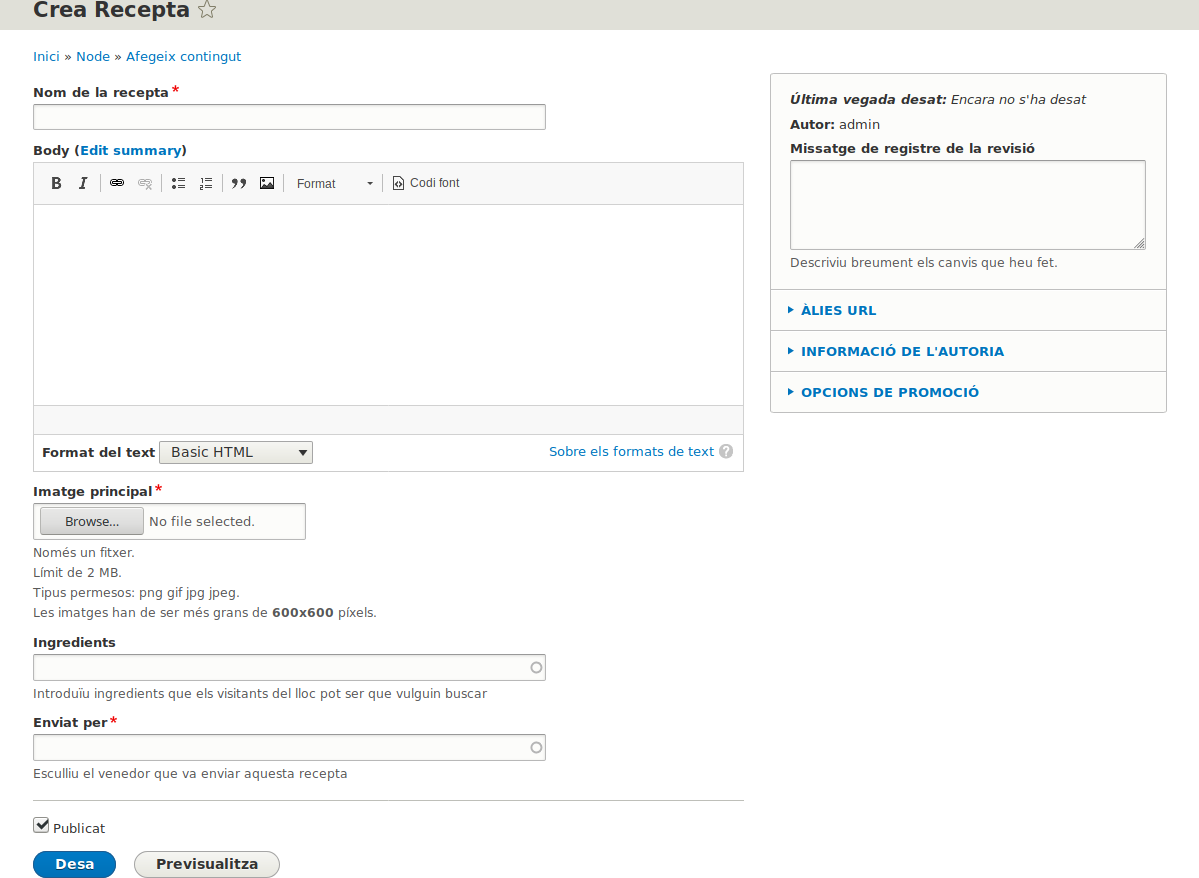 Crea Recepta
Inici » Node » Afegeix contingut
Nom de la recepta*
Body (Edit summary)
B I Format Codi font
Format del text Basic HTML Sobre els formats de text ?
Imatge principal*
Browse... No file selected.
Només un fitxer.
Límit de 2 MB.
Tipus permesos: png gif jpg jpeg.
Les imatges han de ser més grans de 600x600 píxels.
Ingredients
Introduïu ingredients que els visitants del lloc pot ser que vulguin buscar
Enviat per*
Esculliu el venedor que va enviar aquesta recepta
Publicat
Desa Previsualitza
Última vegada desat: Encara no s'ha desat
Autor: admin
Missatge de registre de la revisió
Descriviu breument els canvis que heu fet.
ÀLIES URL
INFORMACIÓ DE L'AUTORIA
OPCIONS DE PROMOCIÓ